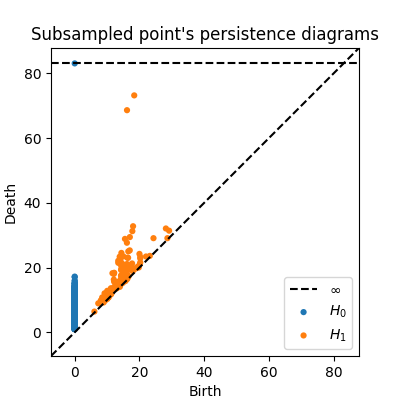 Subsampled point's persistence diagrams
Death
80
60
40
20
0
∞
H₀
H₁
0 20 40 60 80
Birth